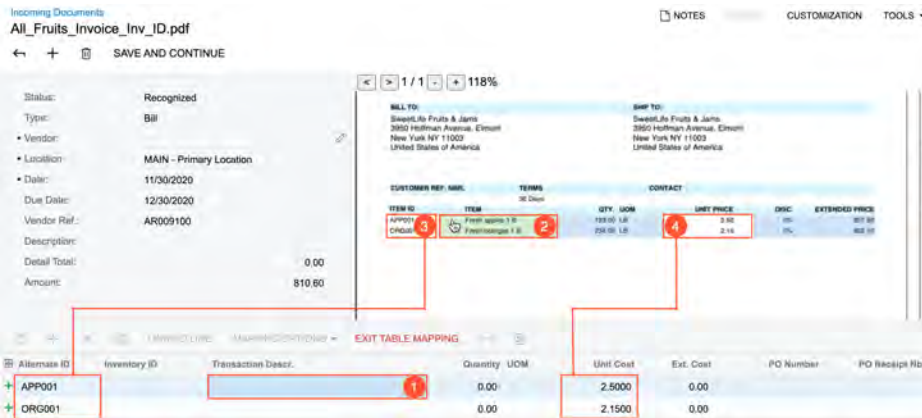 Incoming Documents
All_Fruits_Invoice_Inv_ID.pdf
NOTES CUSTOMIZATION TOOLS
SAVE AND CONTINUE
< > 1 / 1 - + 118%
Status: Recognized
Type: Bill
• Vendor:
• Location: MAIN - Primary Location
• Date: 11/30/2020
Due Date: 12/30/2020
Vendor Ref.: AR009100
Description:
Detail Total: 0.00
Amount: 810.60
BILL TO: SHIP TO:
SweetLife Fruits & Jams SweetLife Fruits & Jams
3950 Hoffman Avenue, Elmont 3950 Hoffman Avenue, Elmont
New York NY 11003 New York NY 11003
United States of America United States of America
CUSTOMER REF. NBR. TERMS CONTACT
30 Days
ITEM ID ITEM QTY. UOM UNIT PRICE DISC. EXTENDED PRICE
APP001 Fresh apples 1 lb LB 0%
Fresh oranges 1 lb LB 2.15 0%
3 2 4
EXIT TABLE MAPPING
Alternate ID Inventory ID Transaction Descr. Quantity UOM Unit Cost Ext. Cost PO Number PO Receipt Nb
APP001 1 0.00 2.5000 0.00
ORG001 0.00 2.1500 0.00